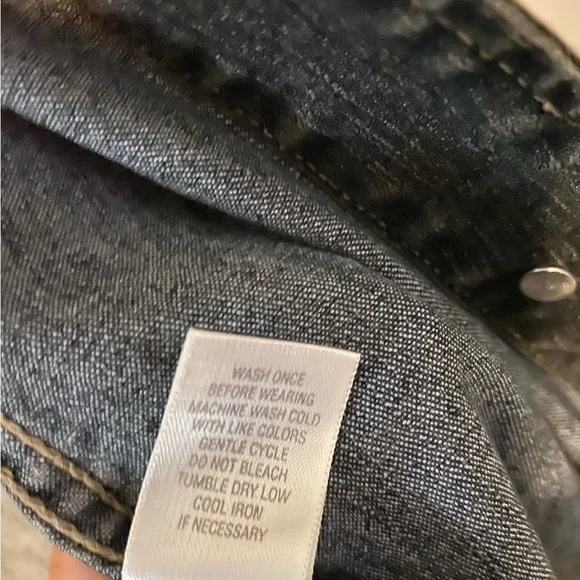 WASH ONCE
BEFORE WEARING
MACHINE WASH COLD
WITH LIKE COLORS
GENTLE CYCLE
DO NOT BLEACH
TUMBLE DRY LOW
COOL IRON
IF NECESSARY